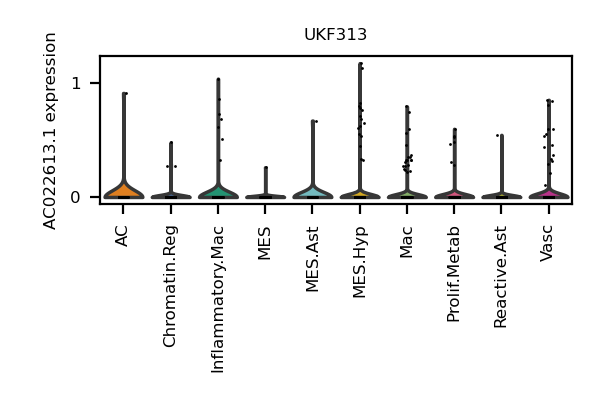 UKF313
AC022613.1 expression
1
0
AC
Chromatin.Reg
Inflammatory.Mac
MES
MES.Ast
MES.Hyp
Mac
Prolif.Metab
Reactive.Ast
Vasc